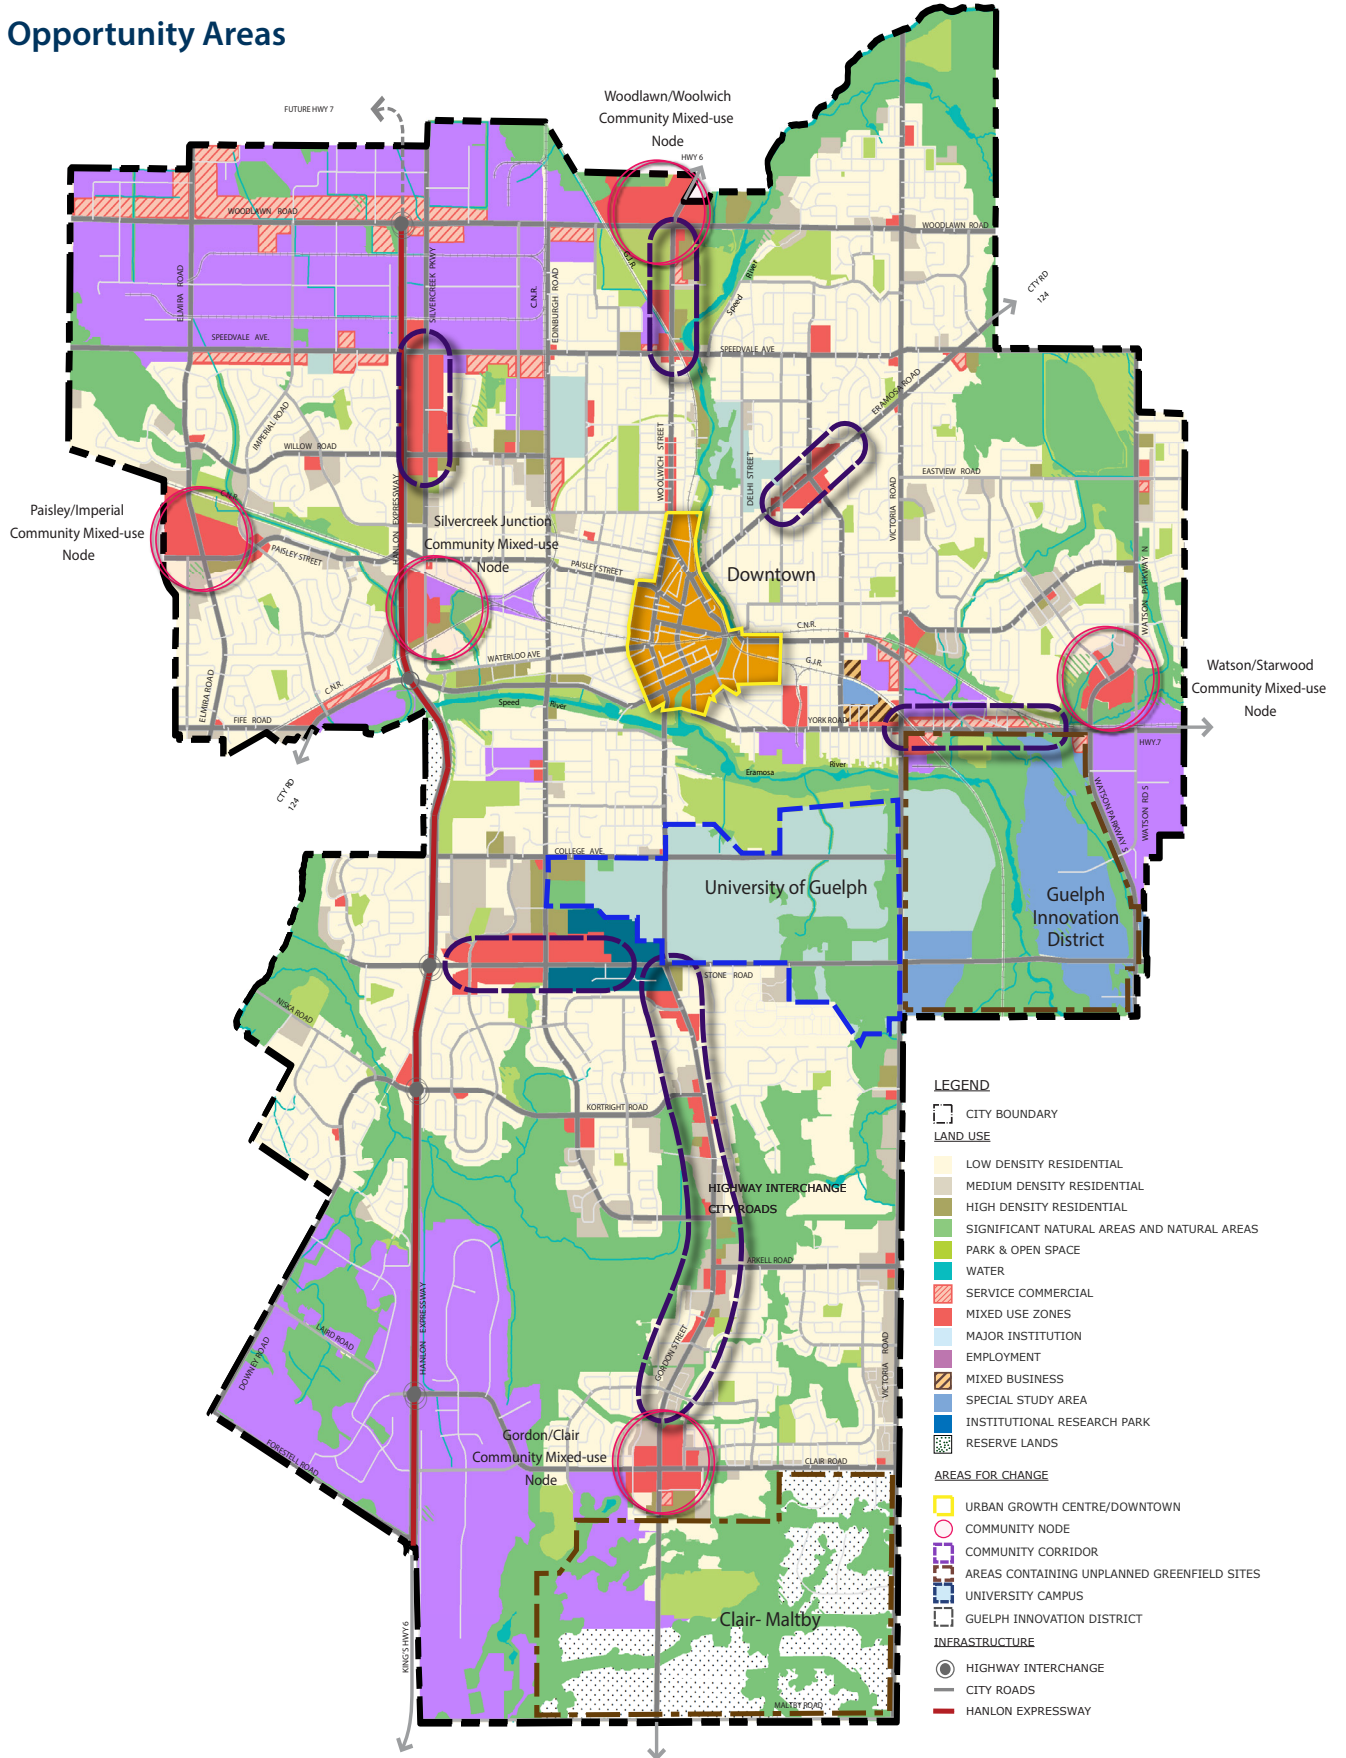 Opportunity Areas
FUTURE HWY 7
Woodlawn/Woolwich
Community Mixed-use
Node
HWY 6
WOODLAWN ROAD
WOODLAWN ROAD
G.J.R.
River
Speed
CTY RD
124
ELMIRA ROAD
SILVERCREEK PKWY
C.N.R.
EDINBURGH ROAD
SPEEDVALE AVE.
SPEEDVALE AVE
ERAMOSA ROAD
IMPERIAL ROAD
WILLOW ROAD
WOOLWICH STREET
DELHI STREET
EASTVIEW ROAD
VICTORIA ROAD
C.N.R.
HANLON EXPRESSWAY
Paisley/Imperial
Community Mixed-use
Node
Silvercreek Junction
Community Mixed-use
Node
PAISLEY STREET
PAISLEY STREET
Downtown
WATSON PARKWAY N
C.N.R.
G.J.R.
WATERLOO AVE
Watson/Starwood
Community Mixed-use
Node
ELMIRA ROAD
C.N.R.
FIFE ROAD
Speed
River
YORK ROAD
HWY.7
CTY RD
124
Eramosa
River
WATSON PARKWAY S
WATSON RD S
COLLEGE AVE.
University of Guelph
Guelph
Innovation
District
STONE ROAD
NISKA ROAD
KORTRIGHT ROAD
HIGHWAY INTERCHANGE
CITY ROADS
ARKELL ROAD
HANLON EXPRESSWAY
LAIRD ROAD
DOWNEY ROAD
GORDON STREET
VICTORIA ROAD
FORESTELL ROAD
Gordon/Clair
Community Mixed-use
Node
CLAIR ROAD
Clair- Maltby
KING'S HWY 6
MALTBY ROAD
LEGEND
CITY BOUNDARY
LAND USE
LOW DENSITY RESIDENTIAL
MEDIUM DENSITY RESIDENTIAL
HIGH DENSITY RESIDENTIAL
SIGNIFICANT NATURAL AREAS AND NATURAL AREAS
PARK & OPEN SPACE
WATER
SERVICE COMMERCIAL
MIXED USE ZONES
MAJOR INSTITUTION
EMPLOYMENT
MIXED BUSINESS
SPECIAL STUDY AREA
INSTITUTIONAL RESEARCH PARK
RESERVE LANDS
AREAS FOR CHANGE
URBAN GROWTH CENTRE/DOWNTOWN
COMMUNITY NODE
COMMUNITY CORRIDOR
AREAS CONTAINING UNPLANNED GREENFIELD SITES
UNIVERSITY CAMPUS
GUELPH INNOVATION DISTRICT
INFRASTRUCTURE
HIGHWAY INTERCHANGE
CITY ROADS
HANLON EXPRESSWAY